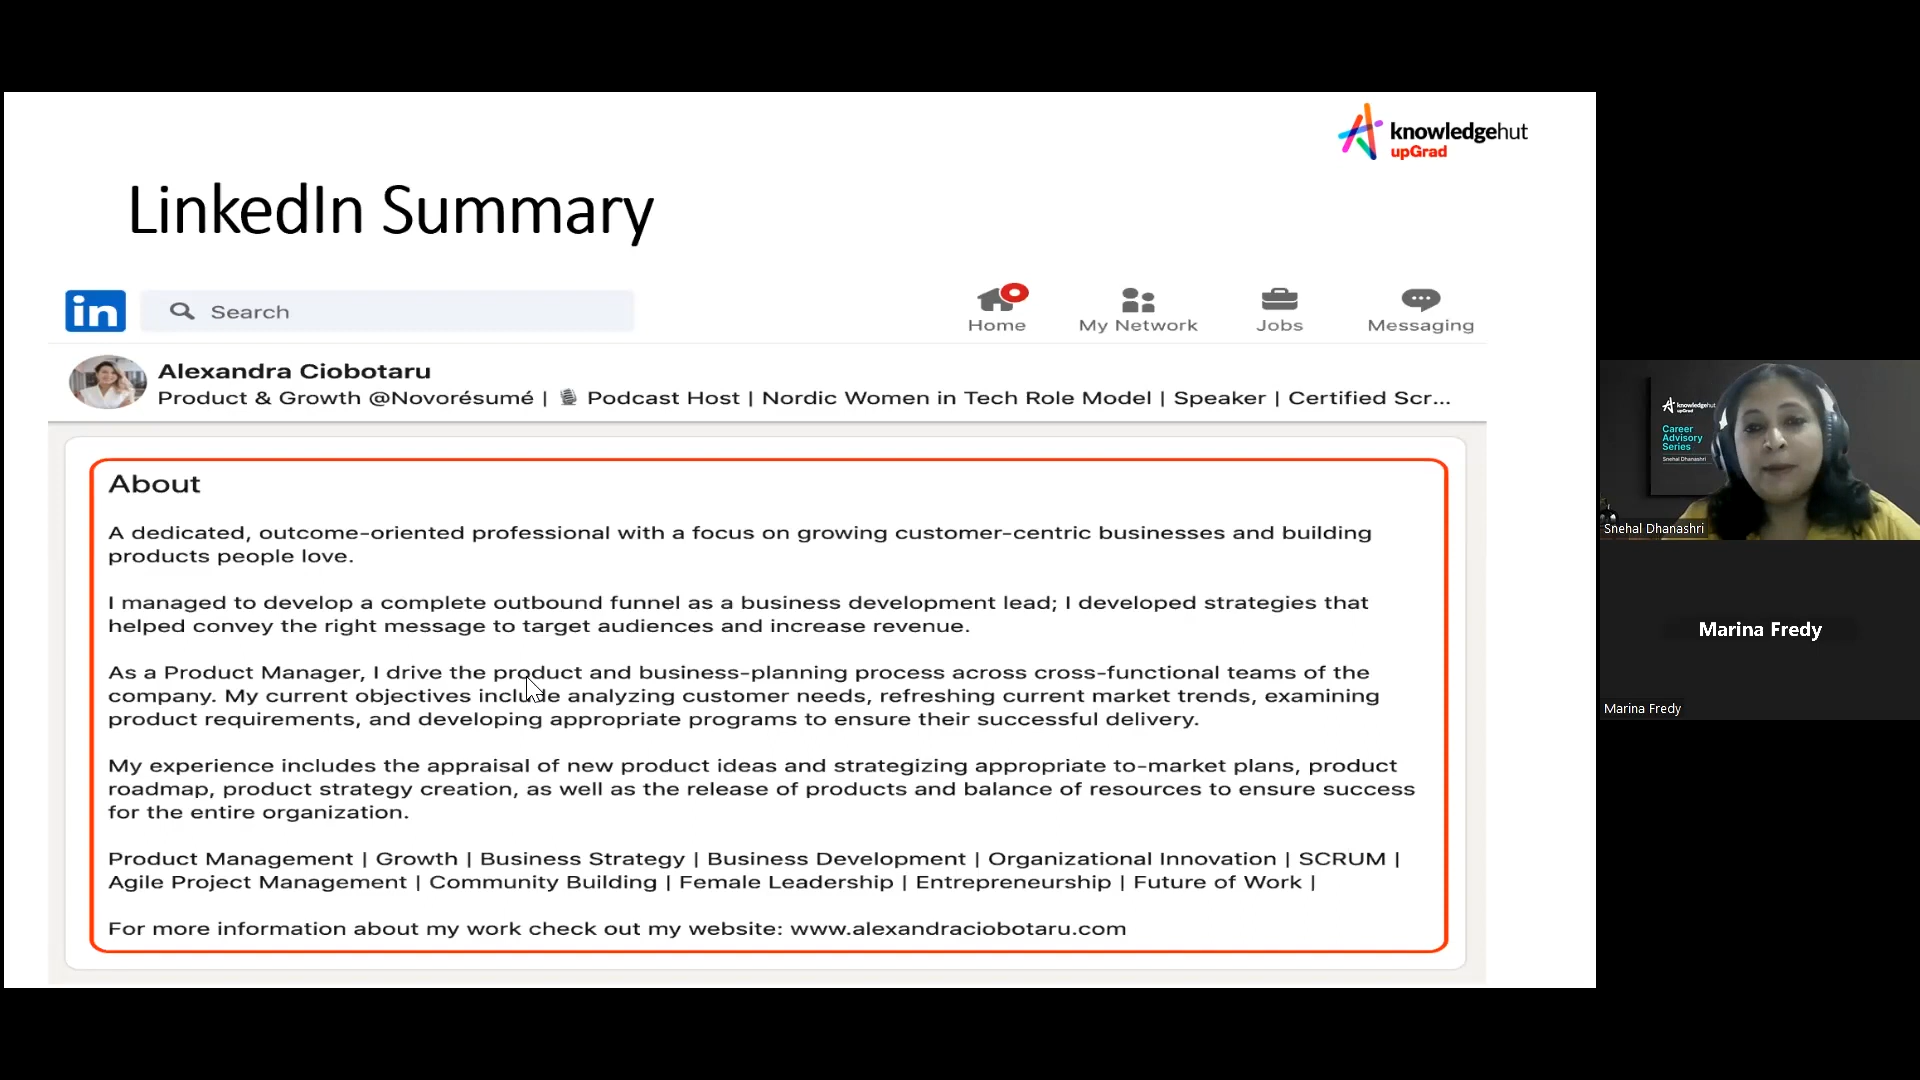 knowledgehut
upGrad
LinkedIn Summary
in
Search
Home
My Network
Jobs
Messaging
Alexandra Ciobotaru
Product & Growth @Novorésumé | 🎙 Podcast Host | Nordic Women in Tech Role Model | Speaker | Certified Scr...
About
A dedicated, outcome-oriented professional with a focus on growing customer-centric businesses and building
products people love.
I managed to develop a complete outbound funnel as a business development lead; I developed strategies that
helped convey the right message to target audiences and increase revenue.
As a Product Manager, I drive the product and business-planning process across cross-functional teams of the
company. My current objectives include analyzing customer needs, refreshing current market trends, examining
product requirements, and developing appropriate programs to ensure their successful delivery.
My experience includes the appraisal of new product ideas and strategizing appropriate to-market plans, product
roadmap, product strategy creation, as well as the release of products and balance of resources to ensure success
for the entire organization.
Product Management | Growth | Business Strategy | Business Development | Organizational Innovation | SCRUM |
Agile Project Management | Community Building | Female Leadership | Entrepreneurship | Future of Work |
For more information about my work check out my website: www.alexandraciobotaru.com
knowledgehut
upGrad
Career
Advisory
Series
Snehal Dhanashri
Snehal Dhanashri
Marina Fredy
Marina Fredy